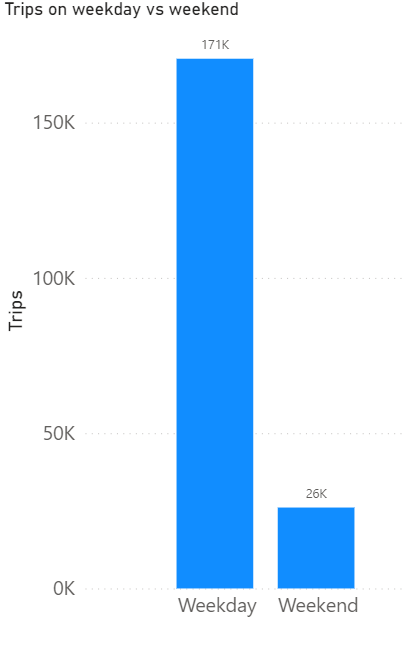 Trips on weekday vs weekend
171K
150K
100K
Trips
50K
26K
0K
Weekday
Weekend